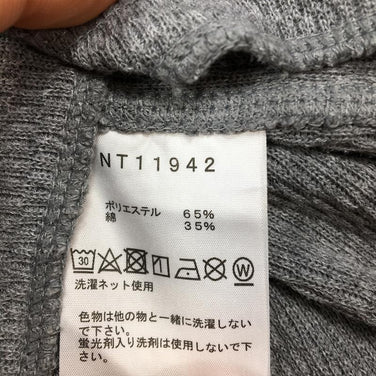 NT11942
ポリエステル 65%
綿 35%
30 W
洗濯ネット使用
色物は他の物と一緒に洗濯しない
で下さい。
蛍光剤入り洗剤は使用しないで
下さい。